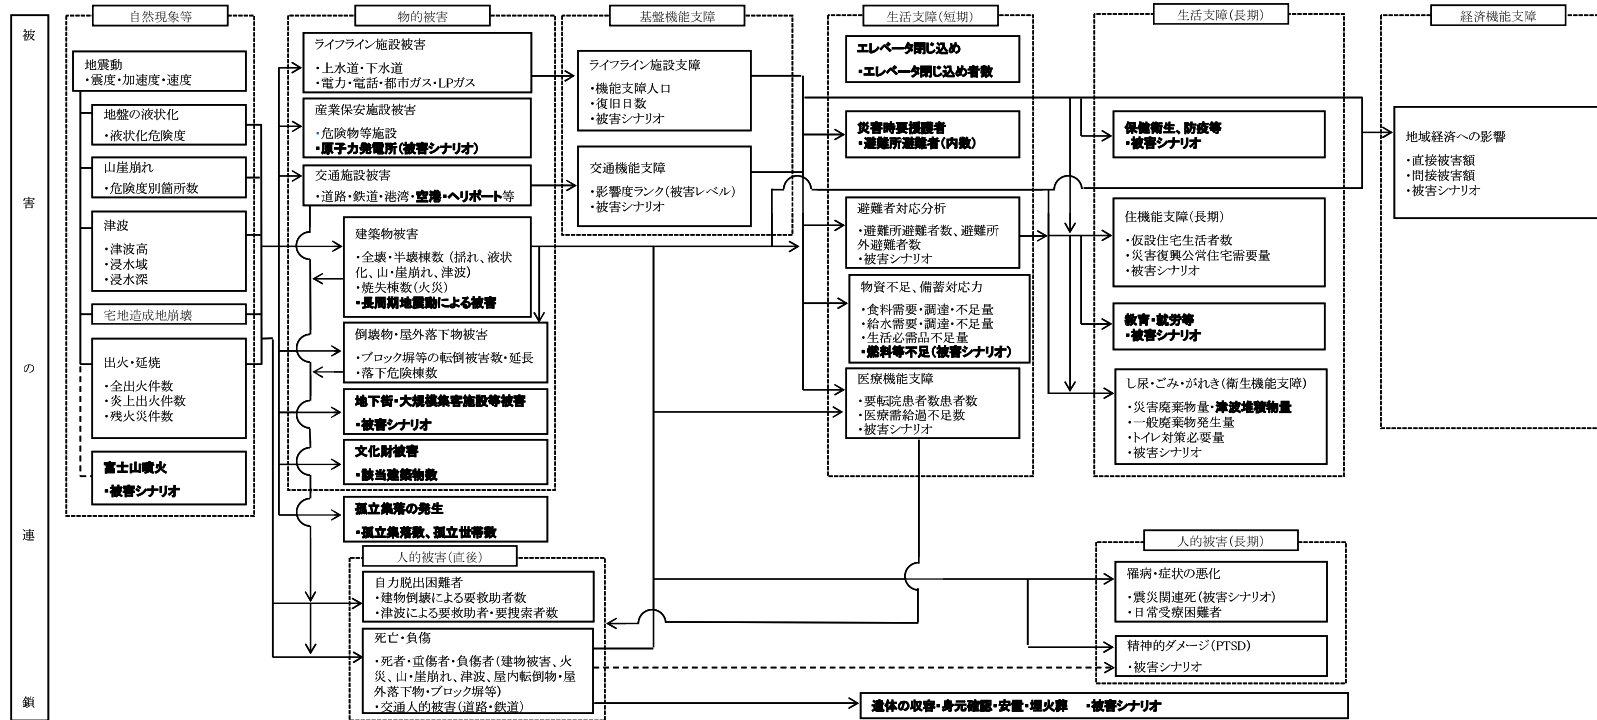 被
害
の
連
鎖
自然現象等
地震動
・震度・加速度・速度
地盤の液状化
・液状化危険度
山崖崩れ
・危険度別箇所数
津波
・津波高
・浸水域
・浸水深
宅地造成地崩壊
出火・延焼
・全出火件数
・炎上出火件数
・残火災件数
富士山噴火
・被害シナリオ
物的被害
ライフライン施設被害
・上水道・下水道
・電力・電話・都市ガス・LPガス
産業保安施設被害
・危険物等施設
・原子力発電所(被害シナリオ)
交通施設被害
・道路・鉄道・港湾・空港・ヘリポート等
建築物被害
・全壊・半壊棟数(揺れ、液状
化、山・崖崩れ、津波)
・焼失棟数(火災)
・長周期地震動による被害
倒壊物・屋外落下物被害
・ブロック塀等の転倒被害数・延長
・落下危険棟数
地下街・大規模集客施設等被害
・被害シナリオ
文化財被害
・該当建築物数
孤立集落の発生
・孤立集落数、孤立世帯数
人的被害(直後)
自力脱出困難者
・建物倒壊による要救助者数
・津波による要救助者・要捜索者数
死亡・負傷
・死者・重傷者・負傷者(建物被害、火
災、山・崖崩れ、津波、屋内転倒物・屋
外落下物・ブロック塀等)
・交通人的被害(道路・鉄道)
基盤機能支障
ライフライン施設支障
・機能支障人口
・復旧日数
・被害シナリオ
交通機能支障
・影響度ランク(被害レベル)
・被害シナリオ
生活支障(短期)
エレベータ閉じ込め
・エレベータ閉じ込め者数
災害時要援護者
・避難所避難者(内数)
避難者対応分析
・避難所避難者数、避難所
外避難者数
・被害シナリオ
物資不足、備蓄対応力
・食料需要・調達・不足量
・給水需要・調達・不足量
・生活必需品不足量
・燃料等不足(被害シナリオ)
医療機能支障
・要転院患者数患者数
・医療需給過不足数
・被害シナリオ
生活支障(長期)
保健衛生、防疫等
・被害シナリオ
住機能支障(長期)
・仮設住宅生活者数
・災害復興公営住宅需要量
・被害シナリオ
教育・就労等
・被害シナリオ
し尿・ごみ・がれき(衛生機能支障)
・災害廃棄物量・津波堆積物量
・一般廃棄物発生量
・トイレ対策必要量
・被害シナリオ
人的被害(長期)
罹病・症状の悪化
・震災関連死(被害シナリオ)
・日常受療困難者
精神的ダメージ(PTSD)
・被害シナリオ
遺体の収容・身元確認・安置・埋火葬　・被害シナリオ
経済機能支障
地域経済への影響
・直接被害額
・間接被害額
・被害シナリオ